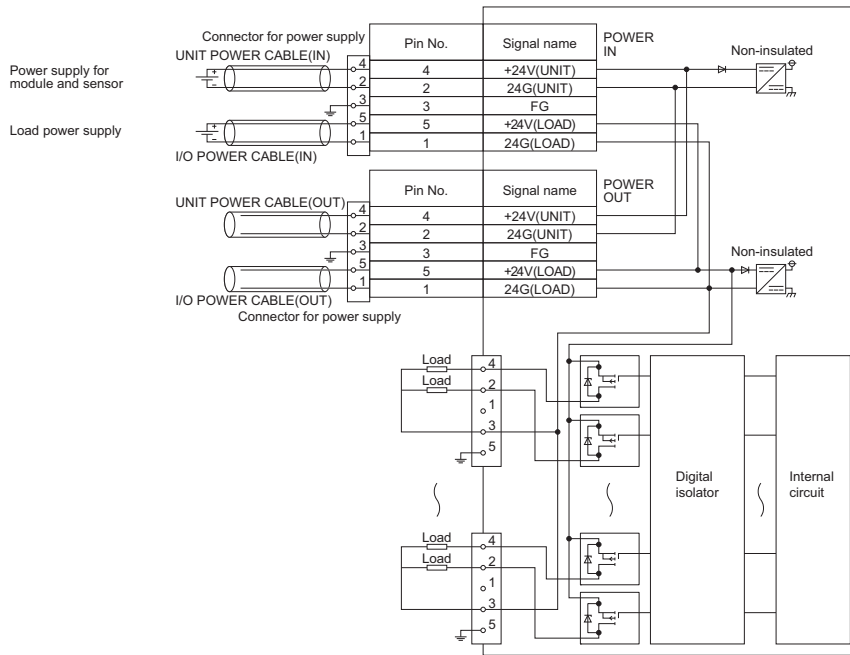 Connector for power supply
UNIT POWER CABLE(IN)
Power supply for
module and sensor
Load power supply
I/O POWER CABLE(IN)
4
2
3
5
1
Pin No. Signal name
4 +24V(UNIT)
2 24G(UNIT)
3 FG
5 +24V(LOAD)
1 24G(LOAD)
POWER
IN
Non-insulated
UNIT POWER CABLE(OUT)
4
2
3
5
1
I/O POWER CABLE(OUT)
Connector for power supply
Pin No. Signal name
4 +24V(UNIT)
2 24G(UNIT)
3 FG
5 +24V(LOAD)
1 24G(LOAD)
POWER
OUT
Non-insulated
Load
Load
4
2
1
3
5
Digital
isolator
Internal
circuit
Load
Load
4
2
1
3
5